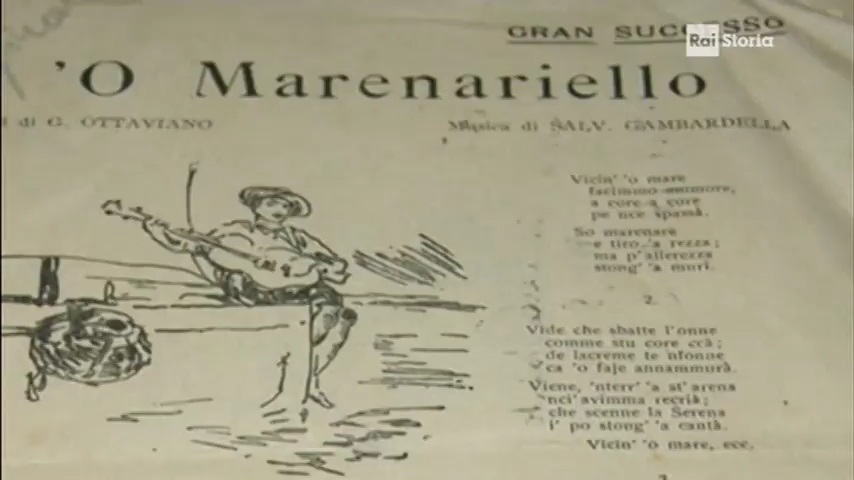 GRAN SUCCESSO
Rai Storia
'O Marenariello
di G. OTTAVIANO
Musica di SALV. GAMBARDELLA
Vicin' 'o mare
facimmo ammore,
a core a core
pe nce spassà.
So marenare
e tiro 'a rezza;
ma p'allerezza
stong' 'a murì.
2.
Vide che sbatte l'onne
comme stu core ccà;
de lacreme te nfonne
ca 'o faje annammurà.
Viene, 'nterr' 'a st' arena
nci' avimma recrià;
che scenne la Serena
i' po stong' 'a cantà.
Vicin' 'o mare, ecc.